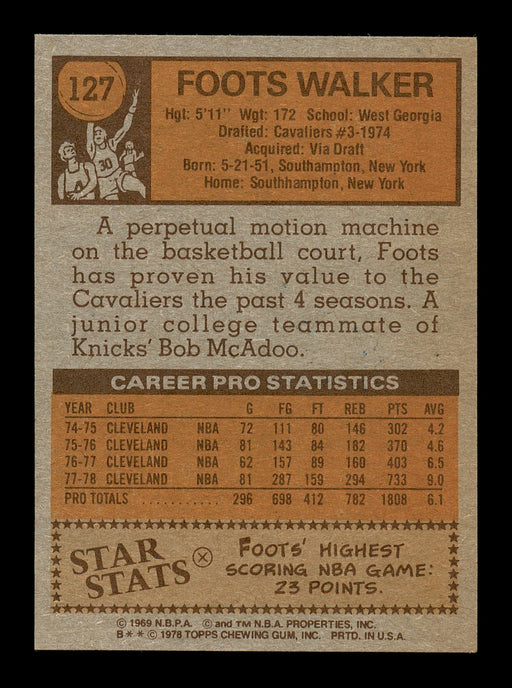 127
30
4
FOOTS WALKER
Hgt: 5'11" Wgt: 172 School: West Georgia
Drafted: Cavaliers #3-1974
Acquired: Via Draft
Born: 5-21-51, Southampton, New York
Home: Southhampton, New York
A perpetual motion machine
on the basketball court, Foots
has proven his value to the
Cavaliers the past 4 seasons. A
junior college teammate of
Knicks' Bob McAdoo.
CAREER PRO STATISTICS
YEAR CLUB G FG FT REB PTS AVG
74-75 CLEVELAND NBA 72 111 80 146 302 4.2
75-76 CLEVELAND NBA 81 143 84 182 370 4.6
76-77 CLEVELAND NBA 62 157 89 160 403 6.5
77-78 CLEVELAND NBA 81 287 159 294 733 9.0
PRO TOTALS . . . . . . . . . . . 296 698 412 782 1808 6.1
STAR
STATS
FOOTS' HIGHEST
SCORING NBA GAME:
23 POINTS.
© 1969 N.B.P.A. © and TM N.B.A. PROPERTIES, INC.
B * * © 1978 TOPPS CHEWING GUM, INC. PRTD. IN U.S.A.